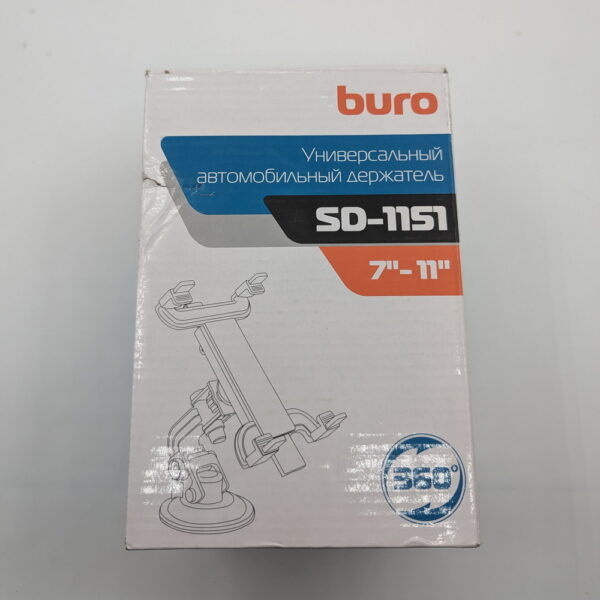 buro
Универсальный
автомобильный держатель
SD-1151
7"-11"
360°